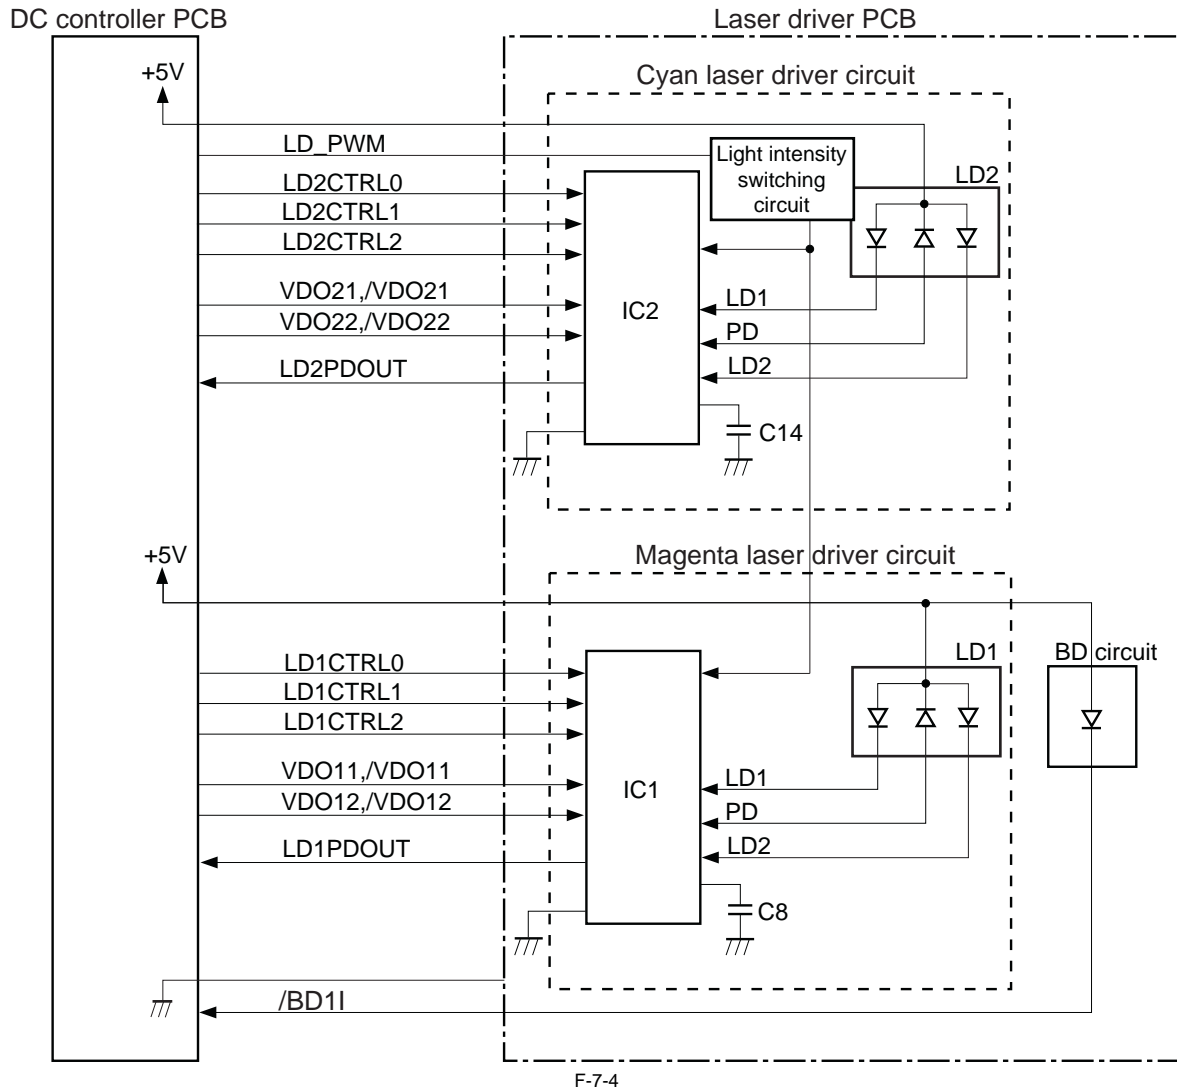 DC controller PCB
Laser driver PCB
+5V
Cyan laser driver circuit
LD_PWM
Light intensity
switching
circuit
LD2
LD2CTRL0
LD2CTRL1
LD2CTRL2
VDO21,/VDO21
VDO22,/VDO22
LD2PDOUT
IC2
LD1
PD
LD2
C14
+5V
Magenta laser driver circuit
LD1CTRL0
LD1CTRL1
LD1CTRL2
VDO11,/VDO11
VDO12,/VDO12
LD1PDOUT
IC1
LD1
BD circuit
LD1
PD
LD2
C8
/BD1I
F-7-4